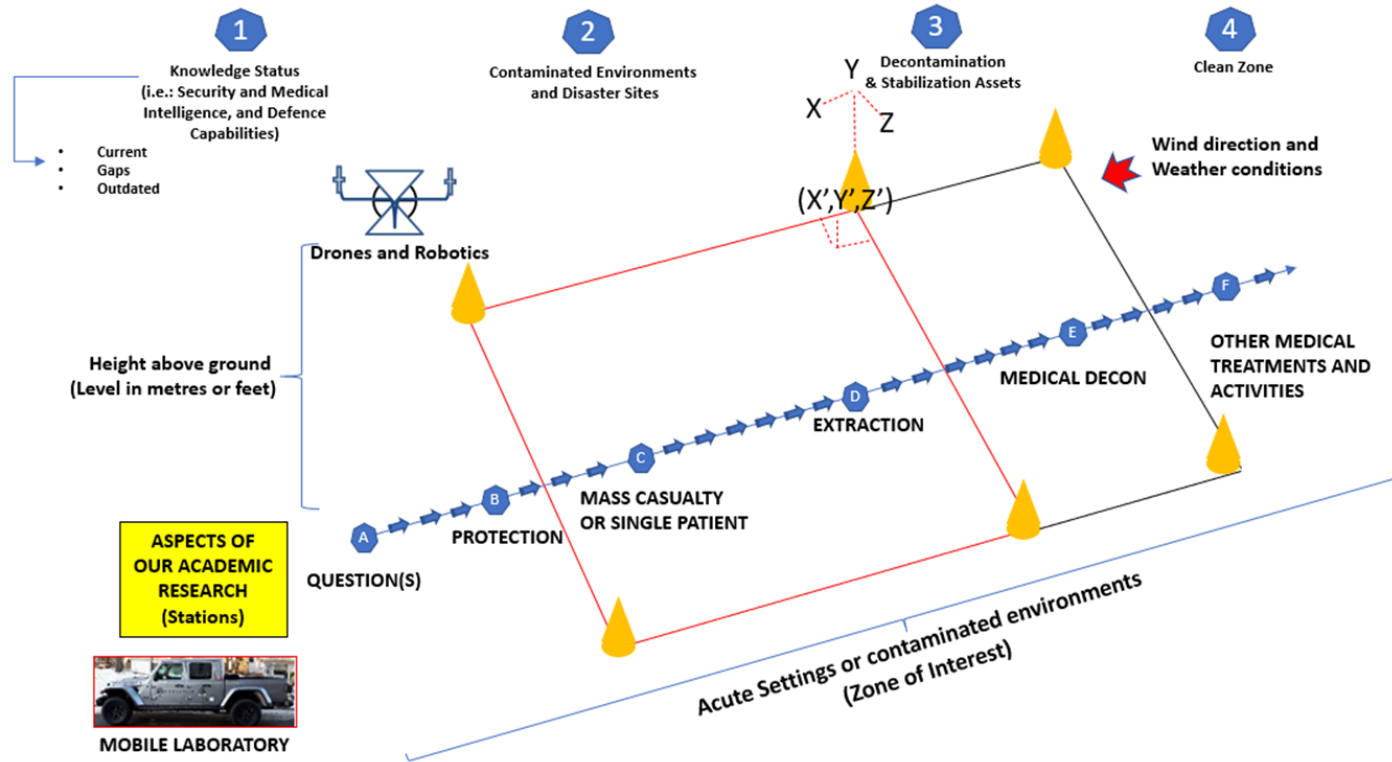 1
Knowledge Status
(i.e.: Security and Medical
Intelligence, and Defence
Capabilities)
• Current
• Gaps
• Outdated
2
Contaminated Environments
and Disaster Sites
3
Decontamination
& Stabilization Assets
4
Clean Zone
Y
X
Z
(X’,Y’,Z’)
Wind direction and
Weather conditions
Drones and Robotics
Height above ground
(Level in metres or feet)
A
QUESTION(S)
B
PROTECTION
C
MASS CASUALTY
OR SINGLE PATIENT
D
EXTRACTION
E
MEDICAL DECON
F
OTHER MEDICAL
TREATMENTS AND
ACTIVITIES
ASPECTS OF
OUR ACADEMIC
RESEARCH
(Stations)
MOBILE LABORATORY
Acute Settings or contaminated environments
(Zone of Interest)